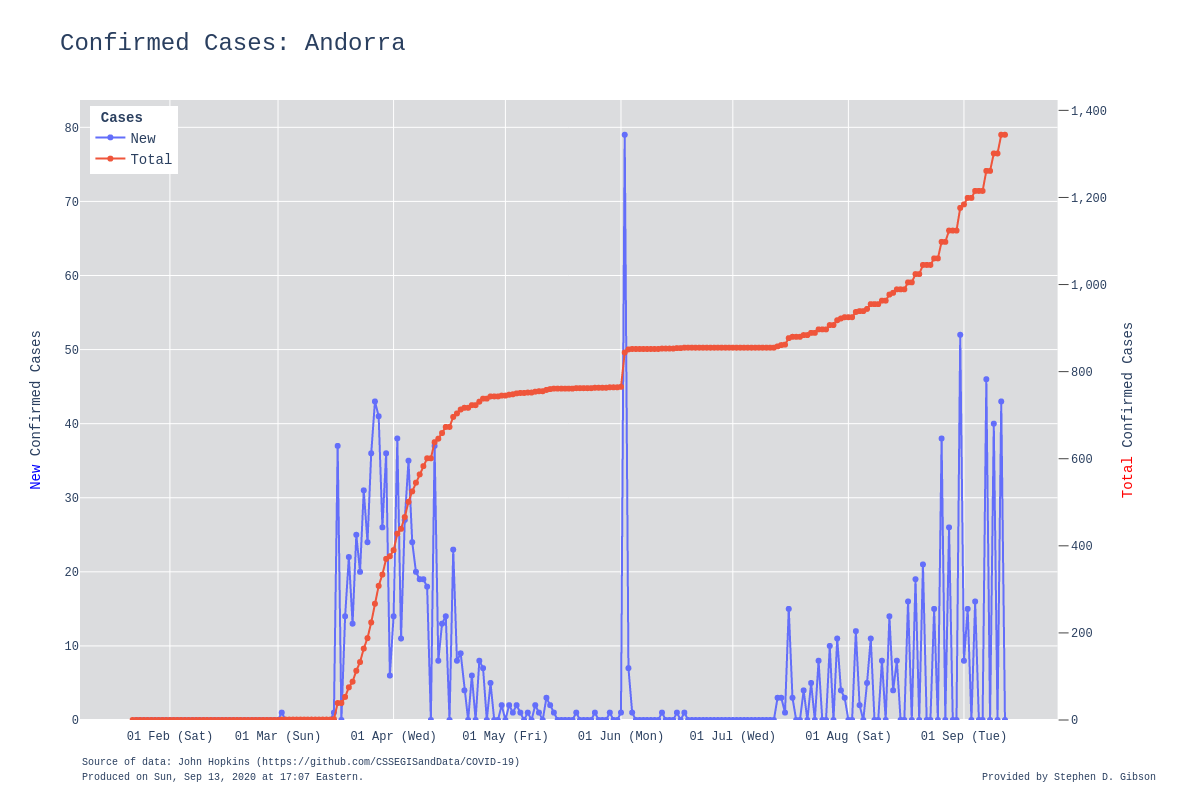 Confirmed Cases: Andorra
Cases
New
Total
80
70
60
50
40
30
20
10
0
New Confirmed Cases
1,400
1,200
1,000
800
600
400
200
0
Total Confirmed Cases
01 Feb (Sat) 01 Mar (Sun) 01 Apr (Wed) 01 May (Fri) 01 Jun (Mon) 01 Jul (Wed) 01 Aug (Sat) 01 Sep (Tue)
Source of data: John Hopkins (https://github.com/CSSEGISandData/COVID-19)
Produced on Sun, Sep 13, 2020 at 17:07 Eastern.
Provided by Stephen D. Gibson